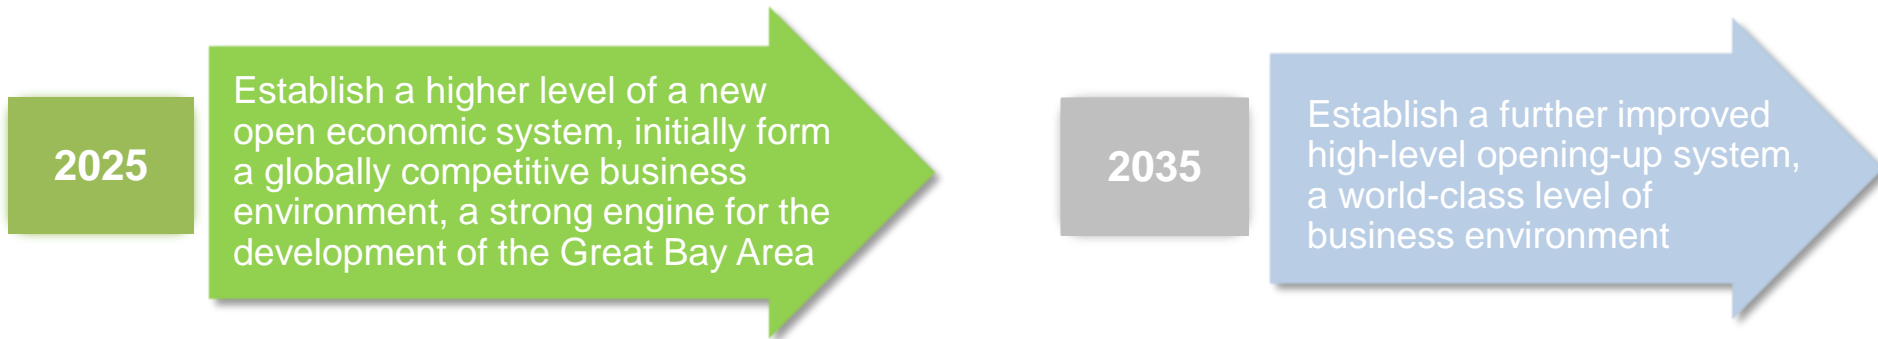 2025
Establish a higher level of a new
open economic system, initially form
a globally competitive business
environment, a strong engine for the
development of the Great Bay Area
2035
Establish a further improved
high-level opening-up system,
a world-class level of
business environment